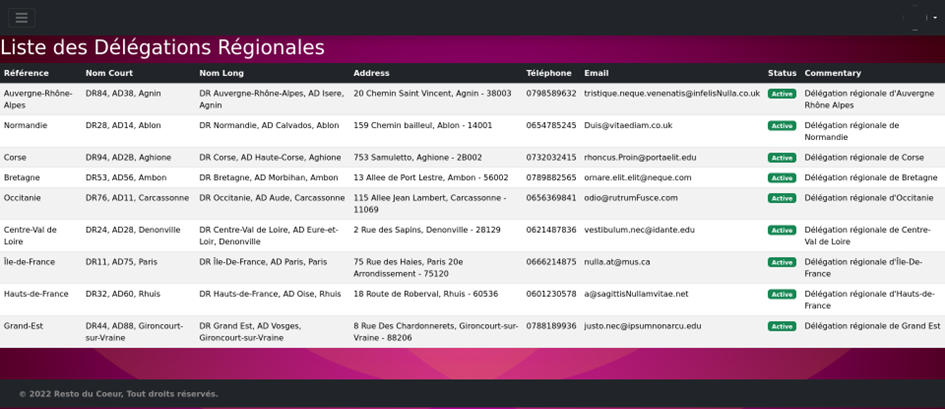 Liste des Délégations Régionales
Référence Nom Court Nom Long Address Téléphone Email Status Commentary
Auvergne-Rhône-Alpes DR84, AD38, Agnin DR Auvergne-Rhône-Alpes, AD Isere, Agnin 20 Chemin Saint Vincent, Agnin - 38003 0798589632 tristique.neque.venenatis@infelisNulla.co.uk Active Délégation régionale d'Auvergne Rhône Alpes
Normandie DR28, AD14, Ablon DR Normandie, AD Calvados, Ablon 159 Chemin bailleul, Ablon - 14001 0654785245 Duis@vitaediam.co.uk Active Délégation régionale de Normandie
Corse DR94, AD2B, Aghione DR Corse, AD Haute-Corse, Aghione 753 Samuletto, Aghione - 2B002 0732032415 rhoncus.Proin@portaelit.edu Active Délégation régionale de Corse
Bretagne DR53, AD56, Ambon DR Bretagne, AD Morbihan, Ambon 13 Allee de Port Lestre, Ambon - 56002 0789882565 ornare.elit.elit@neque.com Active Délégation régionale de Bretagne
Occitanie DR76, AD11, Carcassonne DR Occitanie, AD Aude, Carcassonne 115 Allee Jean Lambert, Carcassonne - 11069 0656369841 odio@rutrumFusce.com Active Délégation régionale d'Occitanie
Centre-Val de Loire DR24, AD28, Denonville DR Centre-Val de Loire, AD Eure-et-Loir, Denonville 2 Rue des Sapins, Denonville - 28129 0621487836 vestibulum.nec@idante.edu Active Délégation régionale de Centre-Val de Loire
Île-de-France DR11, AD75, Paris DR Île-De-France, AD Paris, Paris 75 Rue des Haies, Paris 20e Arrondissement - 75120 0666214875 nulla.at@mus.ca Active Délégation régionale d'Île-De-France
Hauts-de-France DR32, AD60, Rhuis DR Hauts-de-France, AD Oise, Rhuis 18 Route de Roberval, Rhuis - 60536 0601230578 a@sagittisNullamvitae.net Active Délégation régionale d'Hauts-de-France
Grand-Est DR44, AD88, Gironcourt-sur-Vraine DR Grand Est, AD Vosges, Gironcourt-sur-Vraine 8 Rue Des Chardonnerets, Gironcourt-sur-Vraine - 88206 0788189936 justo.nec@ipsumnonarcu.edu Active Délégation régionale de Grand Est
© 2022 Resto du Coeur, Tout droits réservés.